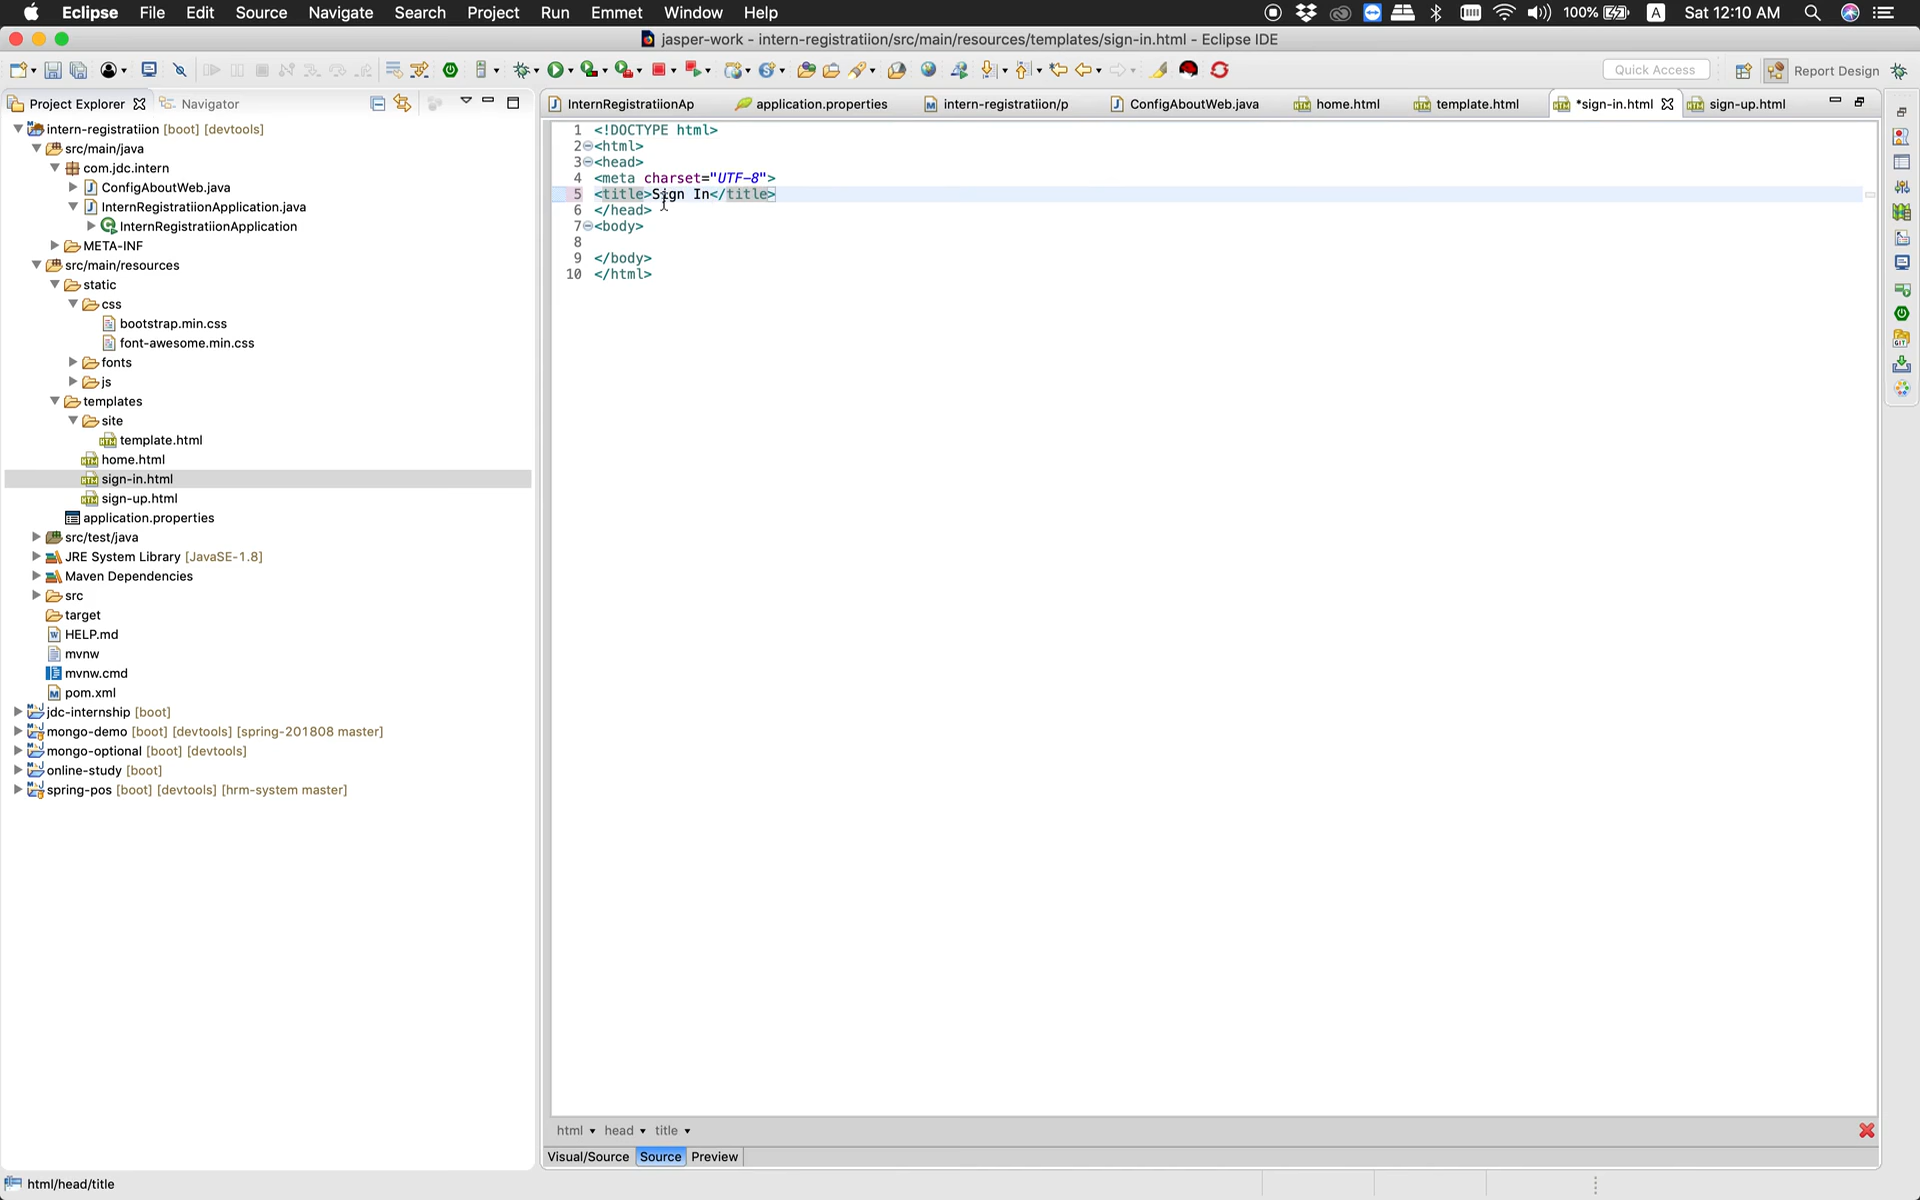 Eclipse File Edit Source Navigate Search Project Run Emmet Window Help 100% A Sat 12:10 AM
jasper-work - intern-registratiion/src/main/resources/templates/sign-in.html - Eclipse IDE
Quick Access Report Design
Project Explorer Navigator
InternRegistratiionAp application.properties intern-registratiion/p ConfigAboutWeb.java home.html template.html *sign-in.html sign-up.html
intern-registratiion [boot] [devtools]
src/main/java
com.jdc.intern
ConfigAboutWeb.java
InternRegistratiionApplication.java
InternRegistratiionApplication
META-INF
src/main/resources
static
css
bootstrap.min.css
font-awesome.min.css
fonts
js
templates
site
template.html
home.html
sign-in.html
sign-up.html
application.properties
src/test/java
JRE System Library [JavaSE-1.8]
Maven Dependencies
src
target
HELP.md
mvnw
mvnw.cmd
pom.xml
jdc-internship [boot]
mongo-demo [boot] [devtools] [spring-201808 master]
mongo-optional [boot] [devtools]
online-study [boot]
spring-pos [boot] [devtools] [hrm-system master]
1 <!DOCTYPE html>
2 <html>
3 <head>
4 <meta charset="UTF-8">
5 <title>Sign In</title>
6 </head>
7 <body>
8
9 </body>
10 </html>
html head title
Visual/Source Source Preview
html/head/title